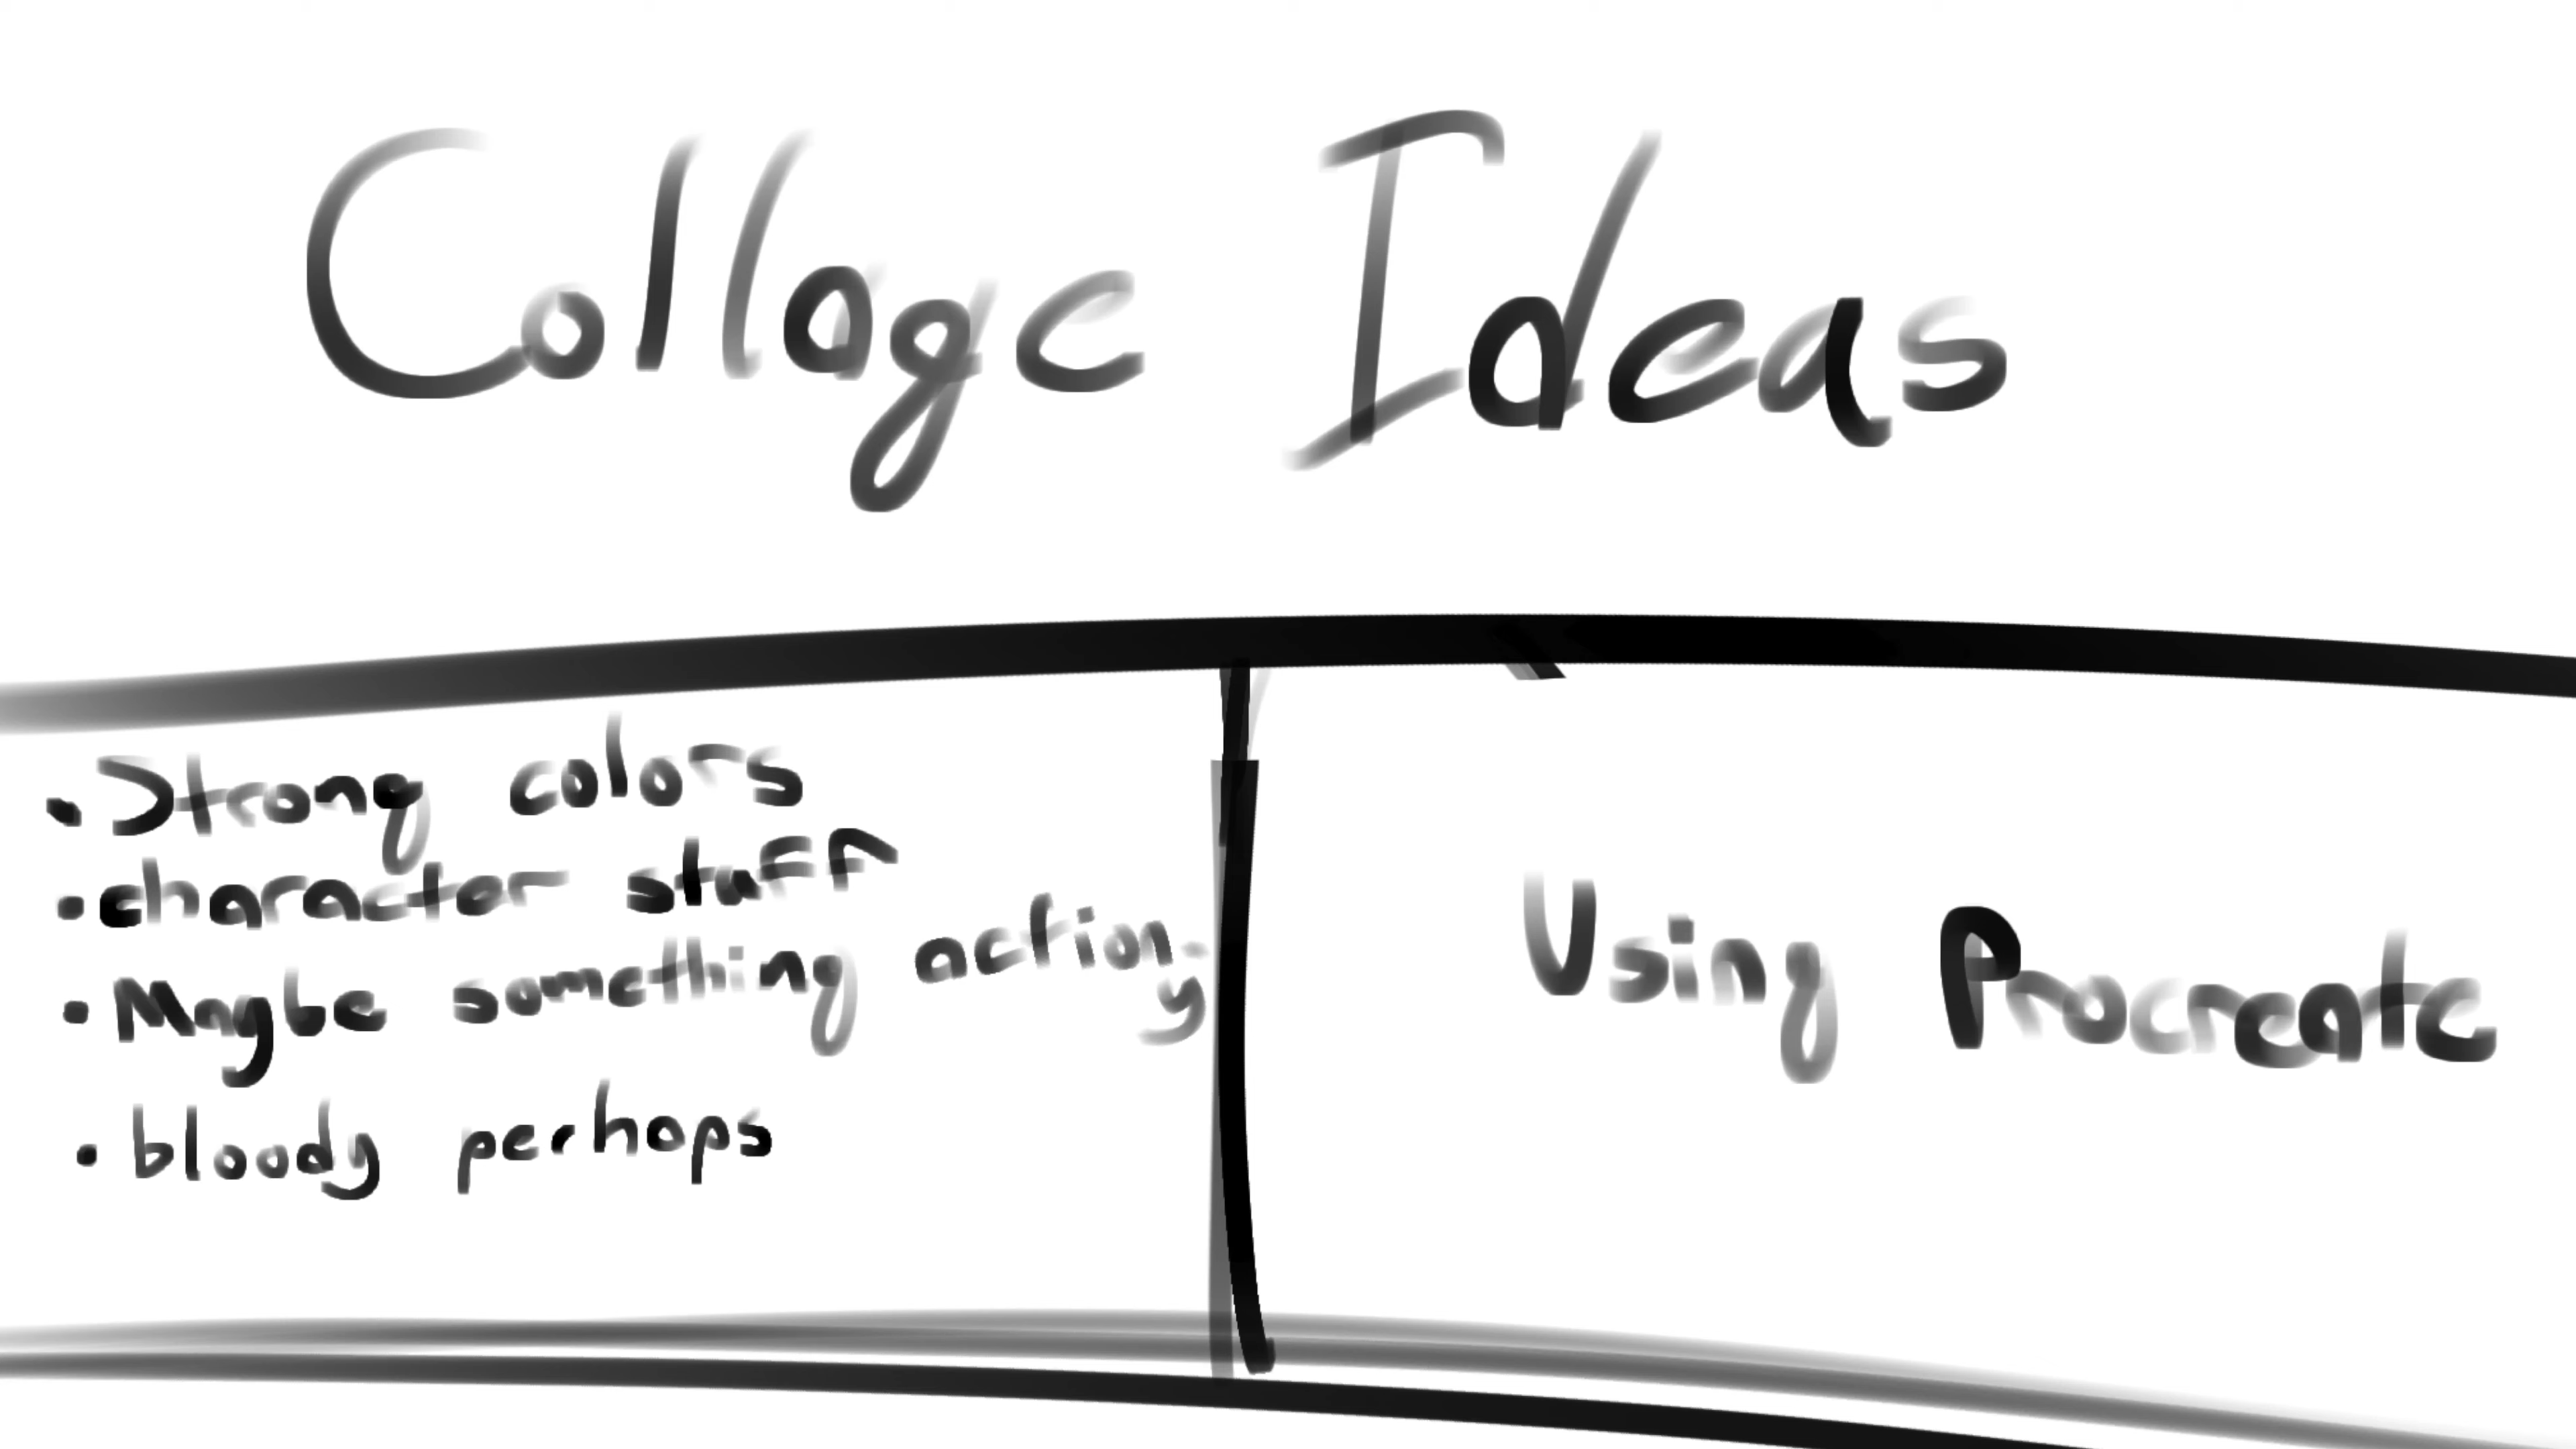 Collage Ideas
• Strong colors
• character stuff
• Maybe something action-
y
• bloody perhaps
Using Procreate